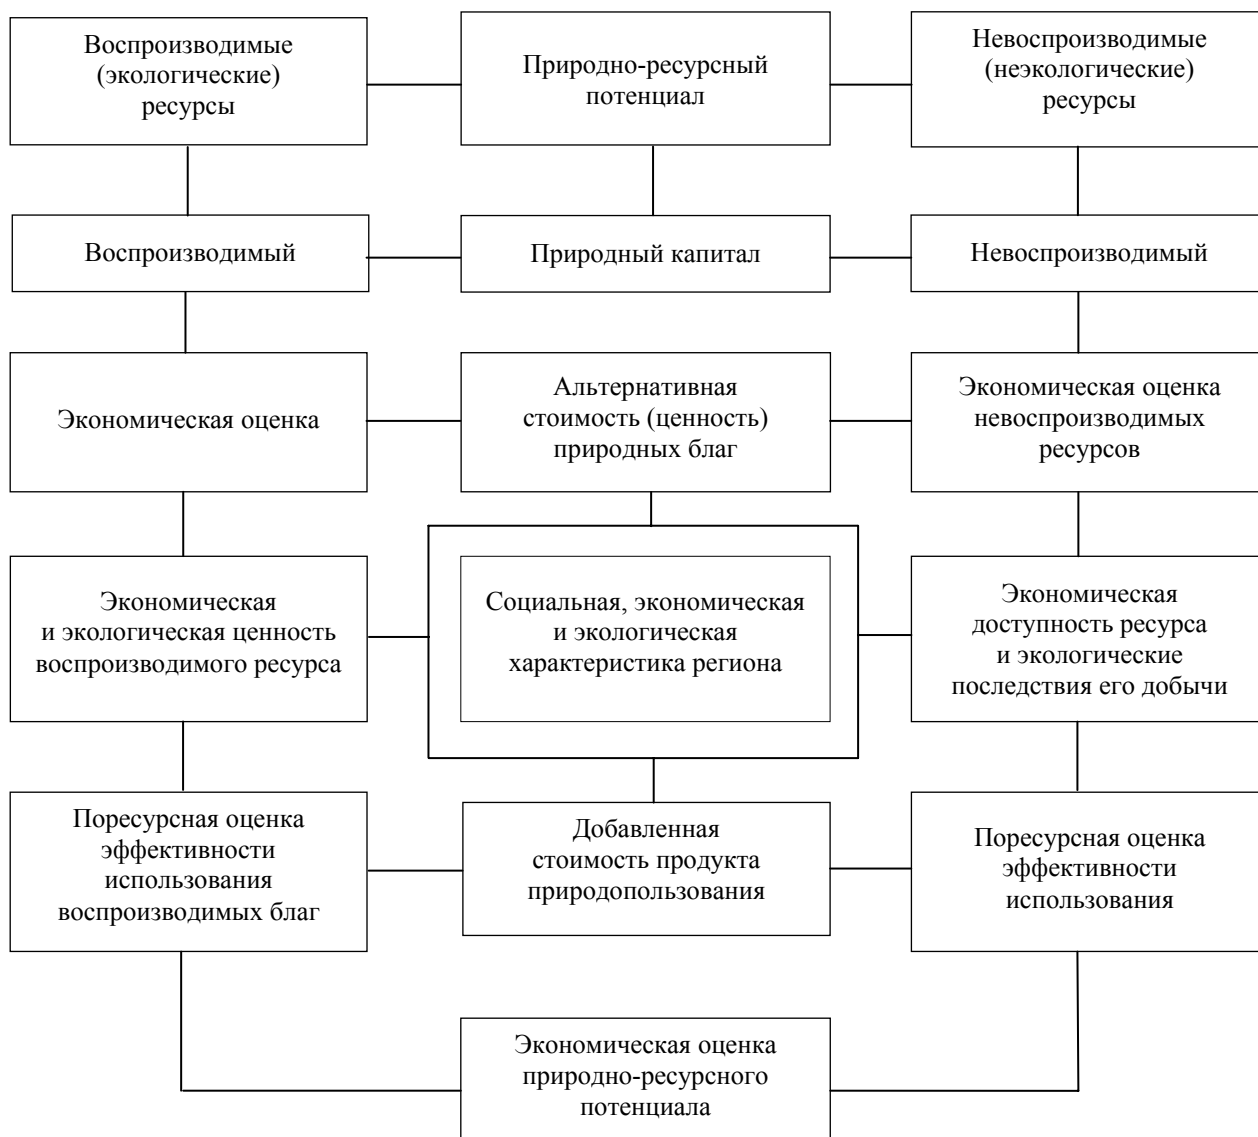 Воспроизводимые
(экологические)
ресурсы
Природно-ресурсный
потенциал
Невоспроизводимые
(неэкологические)
ресурсы
Воспроизводимый
Природный капитал
Невоспроизводимый
Экономическая оценка
Альтернативная
стоимость (ценность)
природных благ
Экономическая оценка
невоспроизводимых
ресурсов
Экономическая
и экологическая ценность
воспроизводимого ресурса
Социальная, экономическая
и экологическая
характеристика региона
Экономическая
доступность ресурса
и экологические
последствия его добычи
Поресурсная оценка
эффективности
использования
воспроизводимых благ
Добавленная
стоимость продукта
природопользования
Поресурсная оценка
эффективности
использования
Экономическая оценка
природно-ресурсного
потенциала